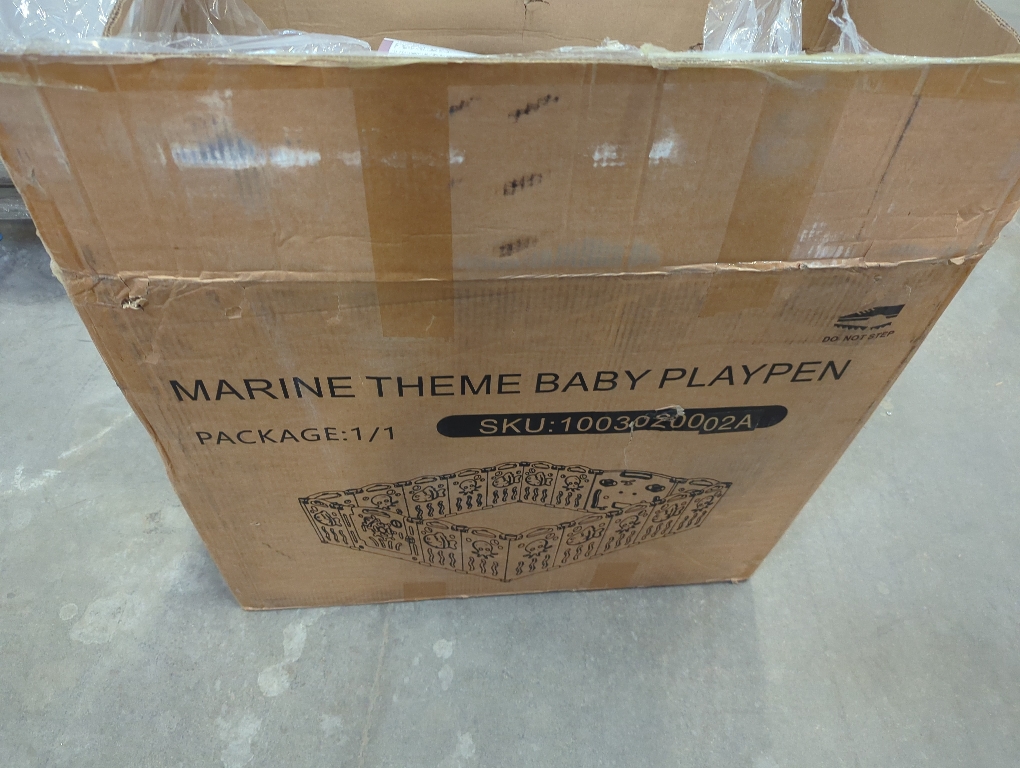 DO NOT STEP
MARINE THEME BABY PLAYPEN
PACKAGE:1/1
SKU:1003020002A